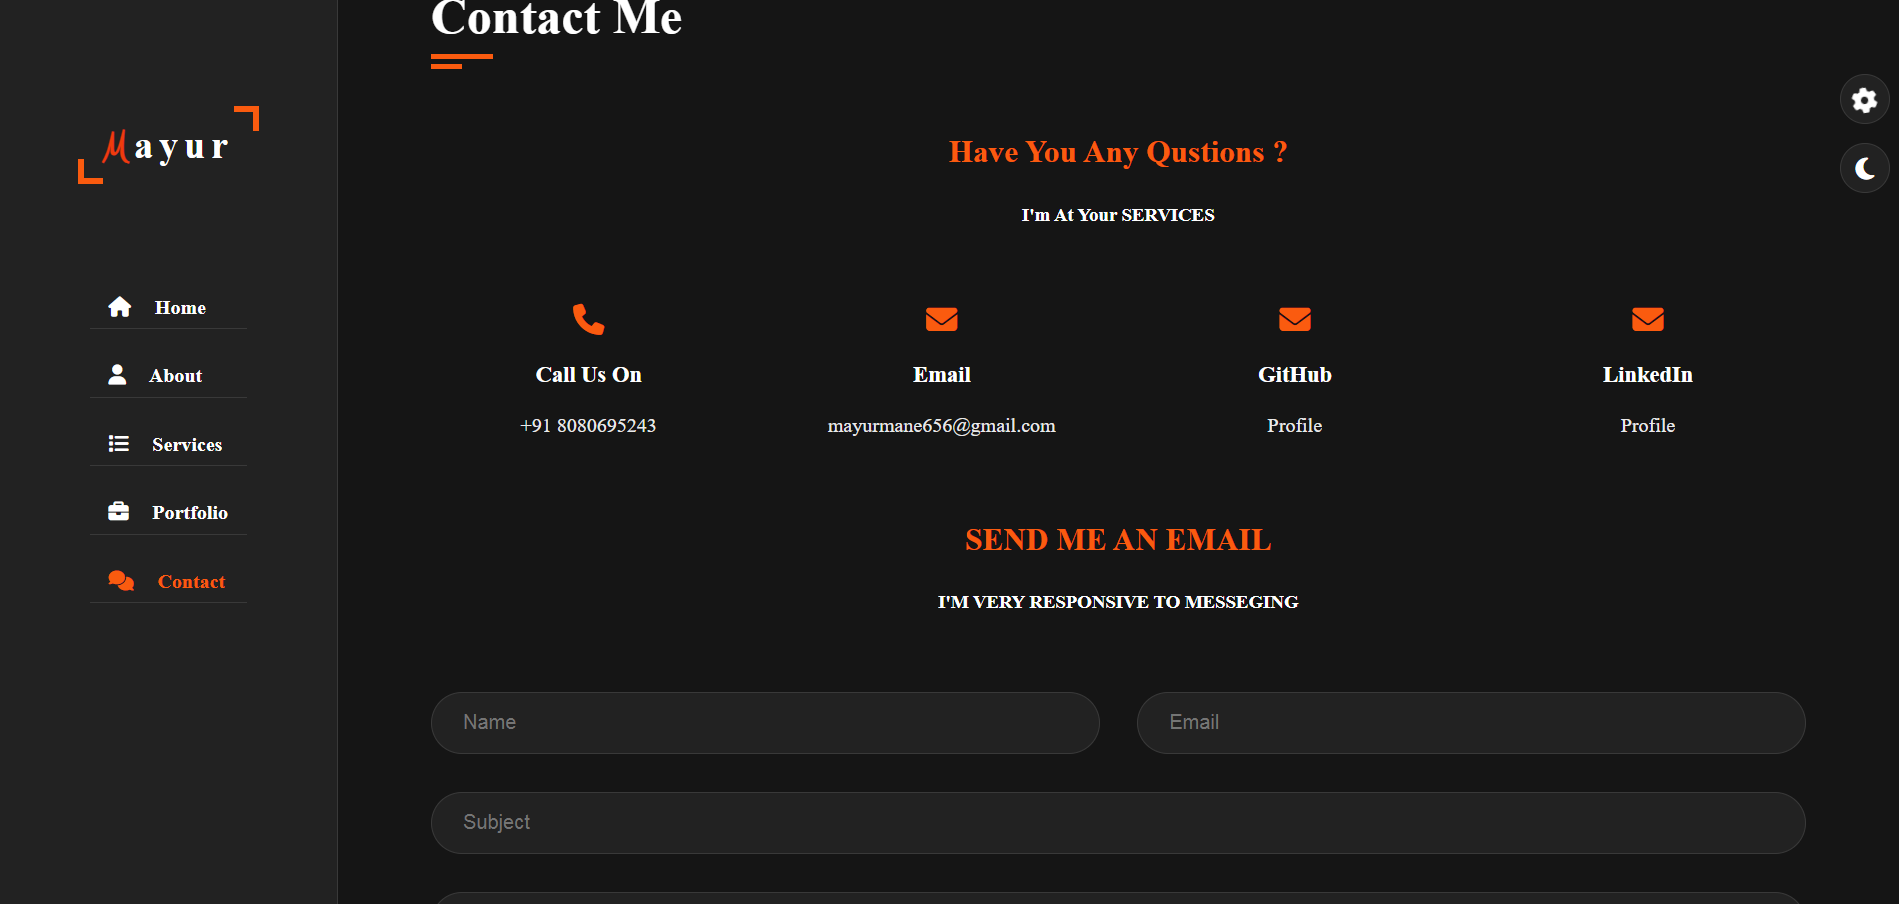 Contact Me
Mayur
Have You Any Qustions ?
I'm At Your SERVICES
Home
About
Services
Portfolio
Contact
Call Us On
+91 8080695243
Email
mayurmane656@gmail.com
GitHub
Profile
LinkedIn
Profile
SEND ME AN EMAIL
I'M VERY RESPONSIVE TO MESSEGING
Name
Email
Subject